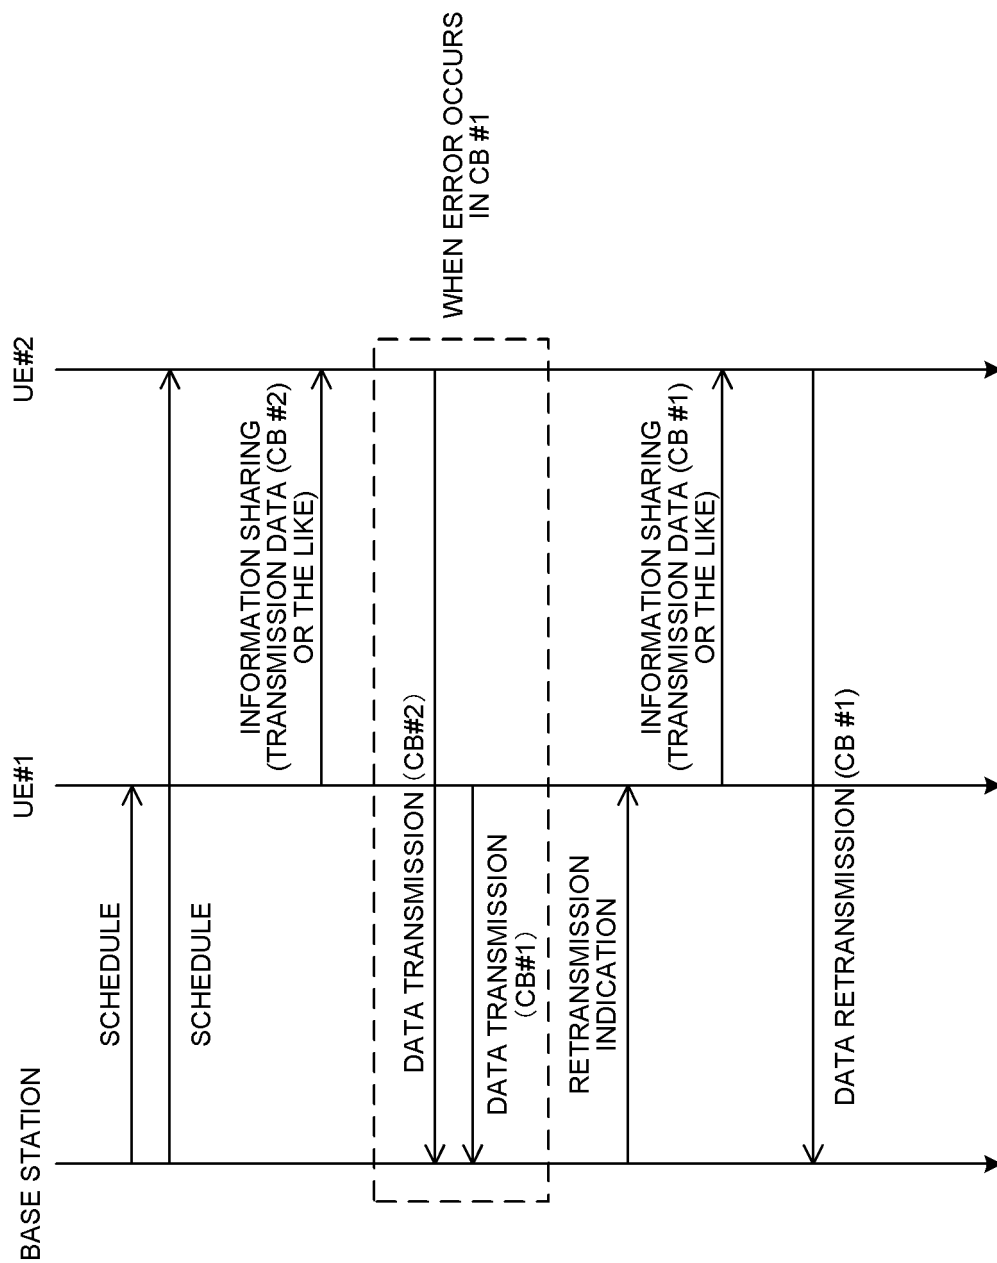 BASE STATION
UE#1
UE#2
SCHEDULE
SCHEDULE
INFORMATION SHARING
(TRANSMISSION DATA (CB #2)
OR THE LIKE)
WHEN ERROR OCCURS
IN CB #1
DATA TRANSMISSION (CB#2)
DATA TRANSMISSION
(CB#1)
RETRANSMISSION
INDICATION
INFORMATION SHARING
(TRANSMISSION DATA (CB #1)
OR THE LIKE)
DATA RETRANSMISSION (CB #1)